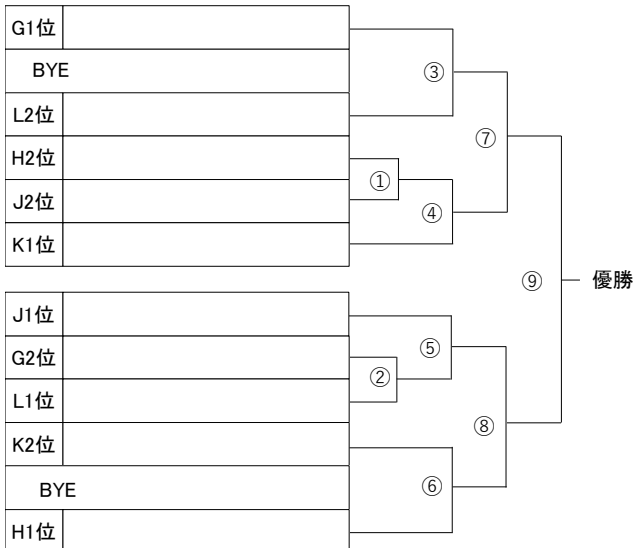 G1位
BYE
③
L2位
⑦
H2位
①
J2位
④
K1位
⑨
優勝
J1位
⑤
G2位
②
L1位
⑧
K2位
⑥
BYE
H1位